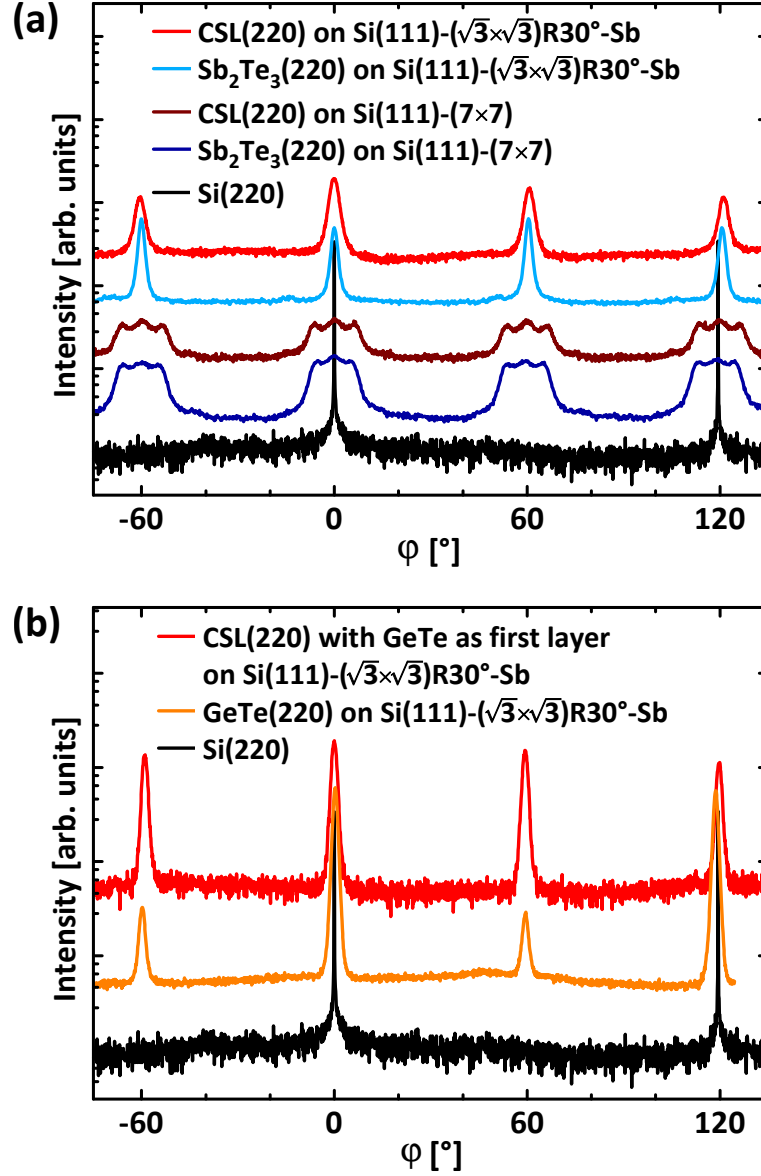 (a)
CSL(220) on Si(111)-(√3×√3)R30°-Sb
Sb₂Te₃(220) on Si(111)-(√3×√3)R30°-Sb
CSL(220) on Si(111)-(7×7)
Sb₂Te₃(220) on Si(111)-(7×7)
Si(220)
Intensity [arb. units]
-60 0 60 120
φ [°]
(b)
CSL(220) with GeTe as first layer
on Si(111)-(√3×√3)R30°-Sb
GeTe(220) on Si(111)-(√3×√3)R30°-Sb
Si(220)
Intensity [arb. units]
-60 0 60 120
φ [°]